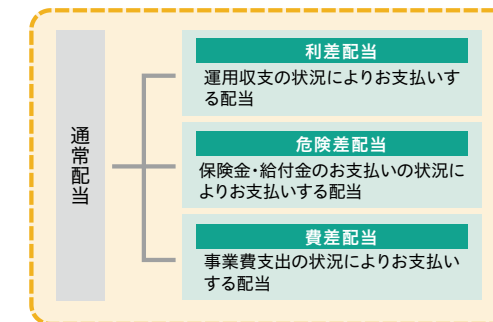 通常配当
利差配当
運用収支の状況によりお支払いす
る配当
危険差配当
保険金・給付金のお支払いの状況に
よりお支払いする配当
費差配当
事業費支出の状況によりお支払い
する配当